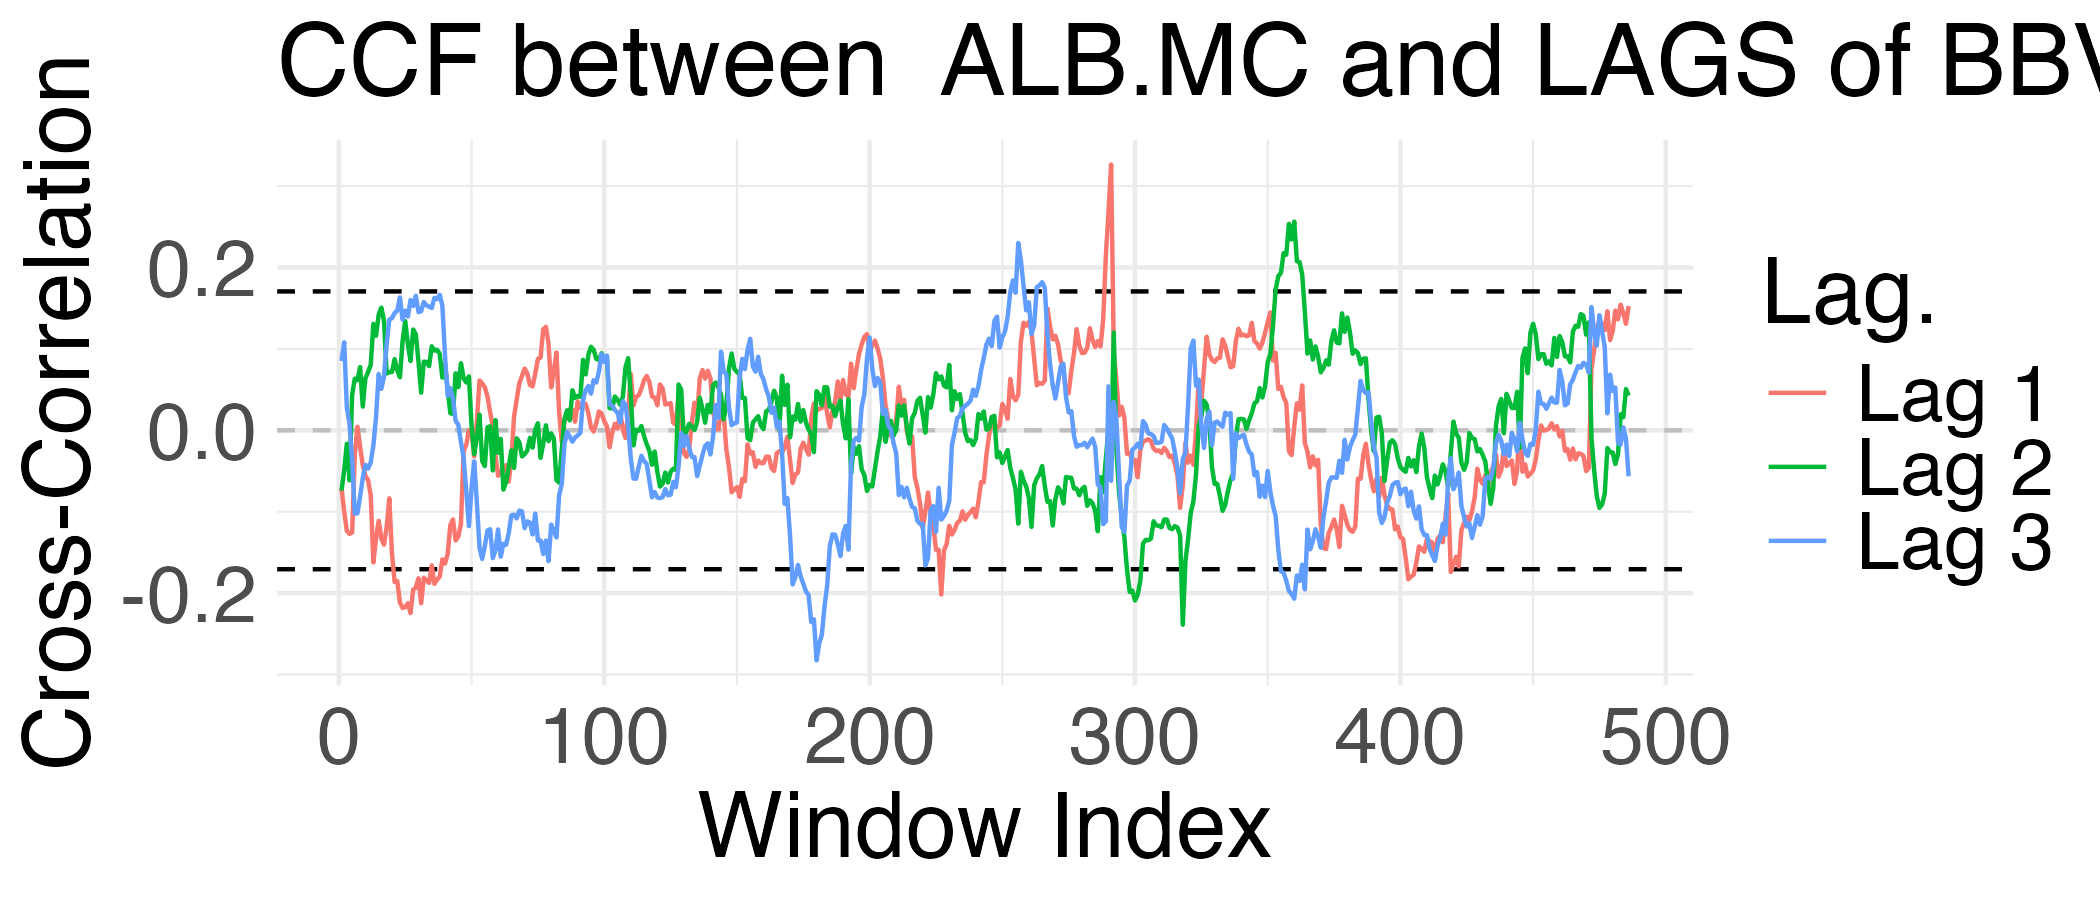 CCF between ALB.MC and LAGS of BBV
Cross-Correlation
0.2
0.0
-0.2
0 100 200 300 400 500
Window Index
Lag.
Lag 1
Lag 2
Lag 3